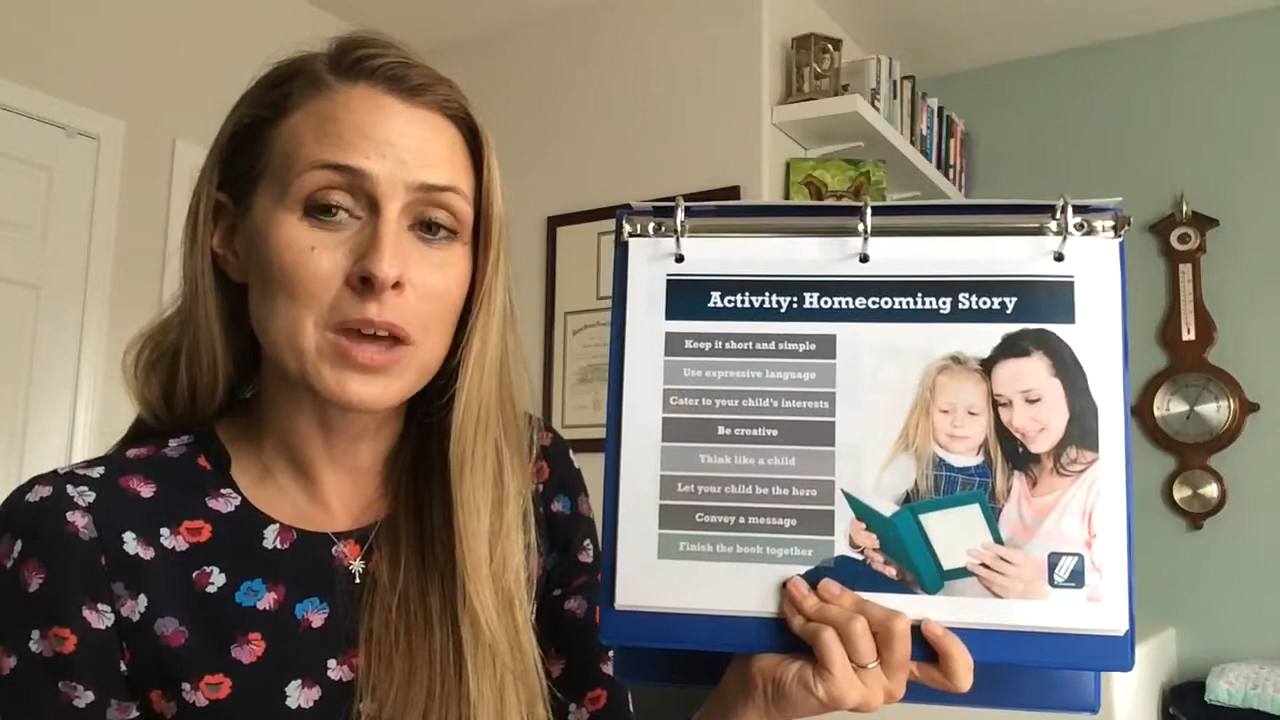 Activity: Homecoming Story
Keep it short and simple
Use expressive language
Cater to your child's interests
Be creative
Think like a child
Let your child be the hero
Convey a message
Finish the book together